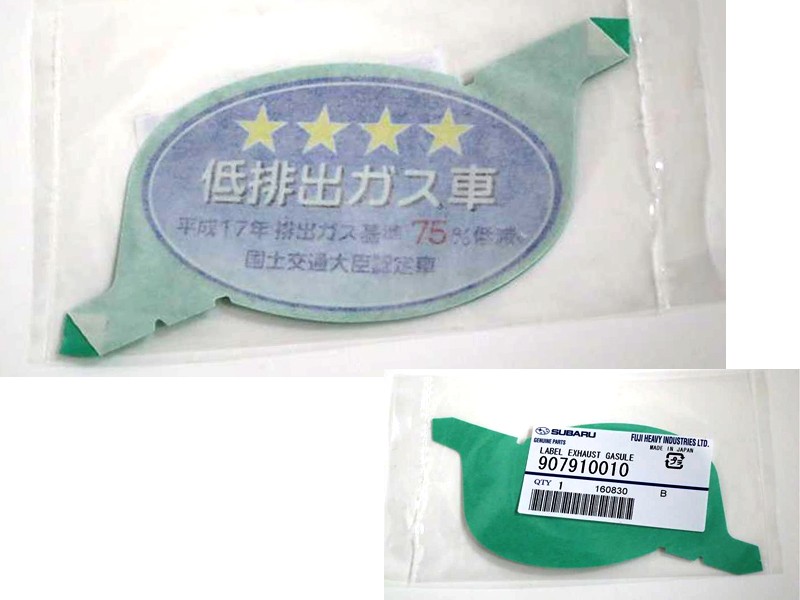 ★★★★
低排出ガス車
平成17年 排出ガス基準 75%低減
国土交通大臣認定車
SUBARU FUJI HEAVY INDUSTRIES LTD.
GENUINE PARTS MADE IN JAPAN
LABEL EXHAUST GASULE
907910010 プラ
QTY 1 160830 B